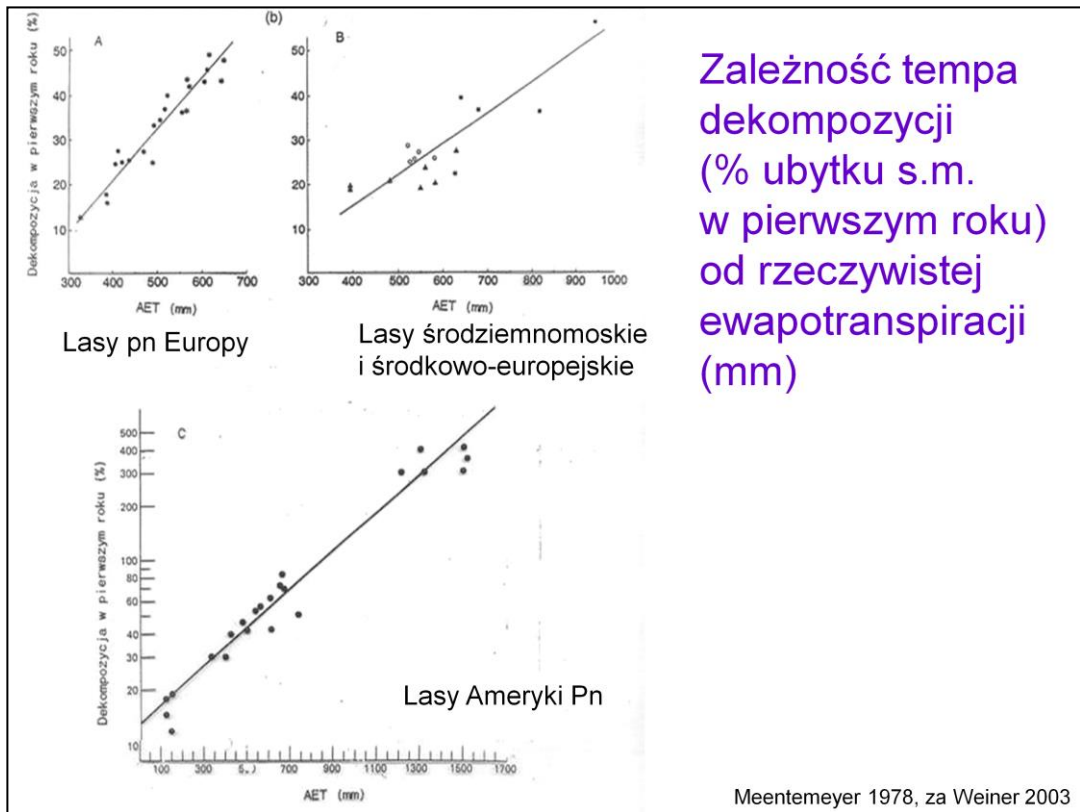 (b)
A
B
Dekompozycja w pierwszym roku (%)
50
40
30
20
10
300 400 500 600 700
AET (mm)
50
40
30
20
10
300 400 500 600 700 800 900 1000
AET (mm)
Lasy pn Europy
Lasy środziemnomoskie
i środkowo-europejskie
Zależność tempa
dekompozycji
(% ubytku s.m.
w pierwszym roku)
od rzeczywistej
ewapotranspiracji
(mm)
C
Dekompozycja w pierwszym roku (%)
500
400
300
200
100
80
60
40
30
20
10
100 300 700 900 1100 1300 1500 1700
AET (mm)
Lasy Ameryki Pn
Meentemeyer 1978, za Weiner 2003